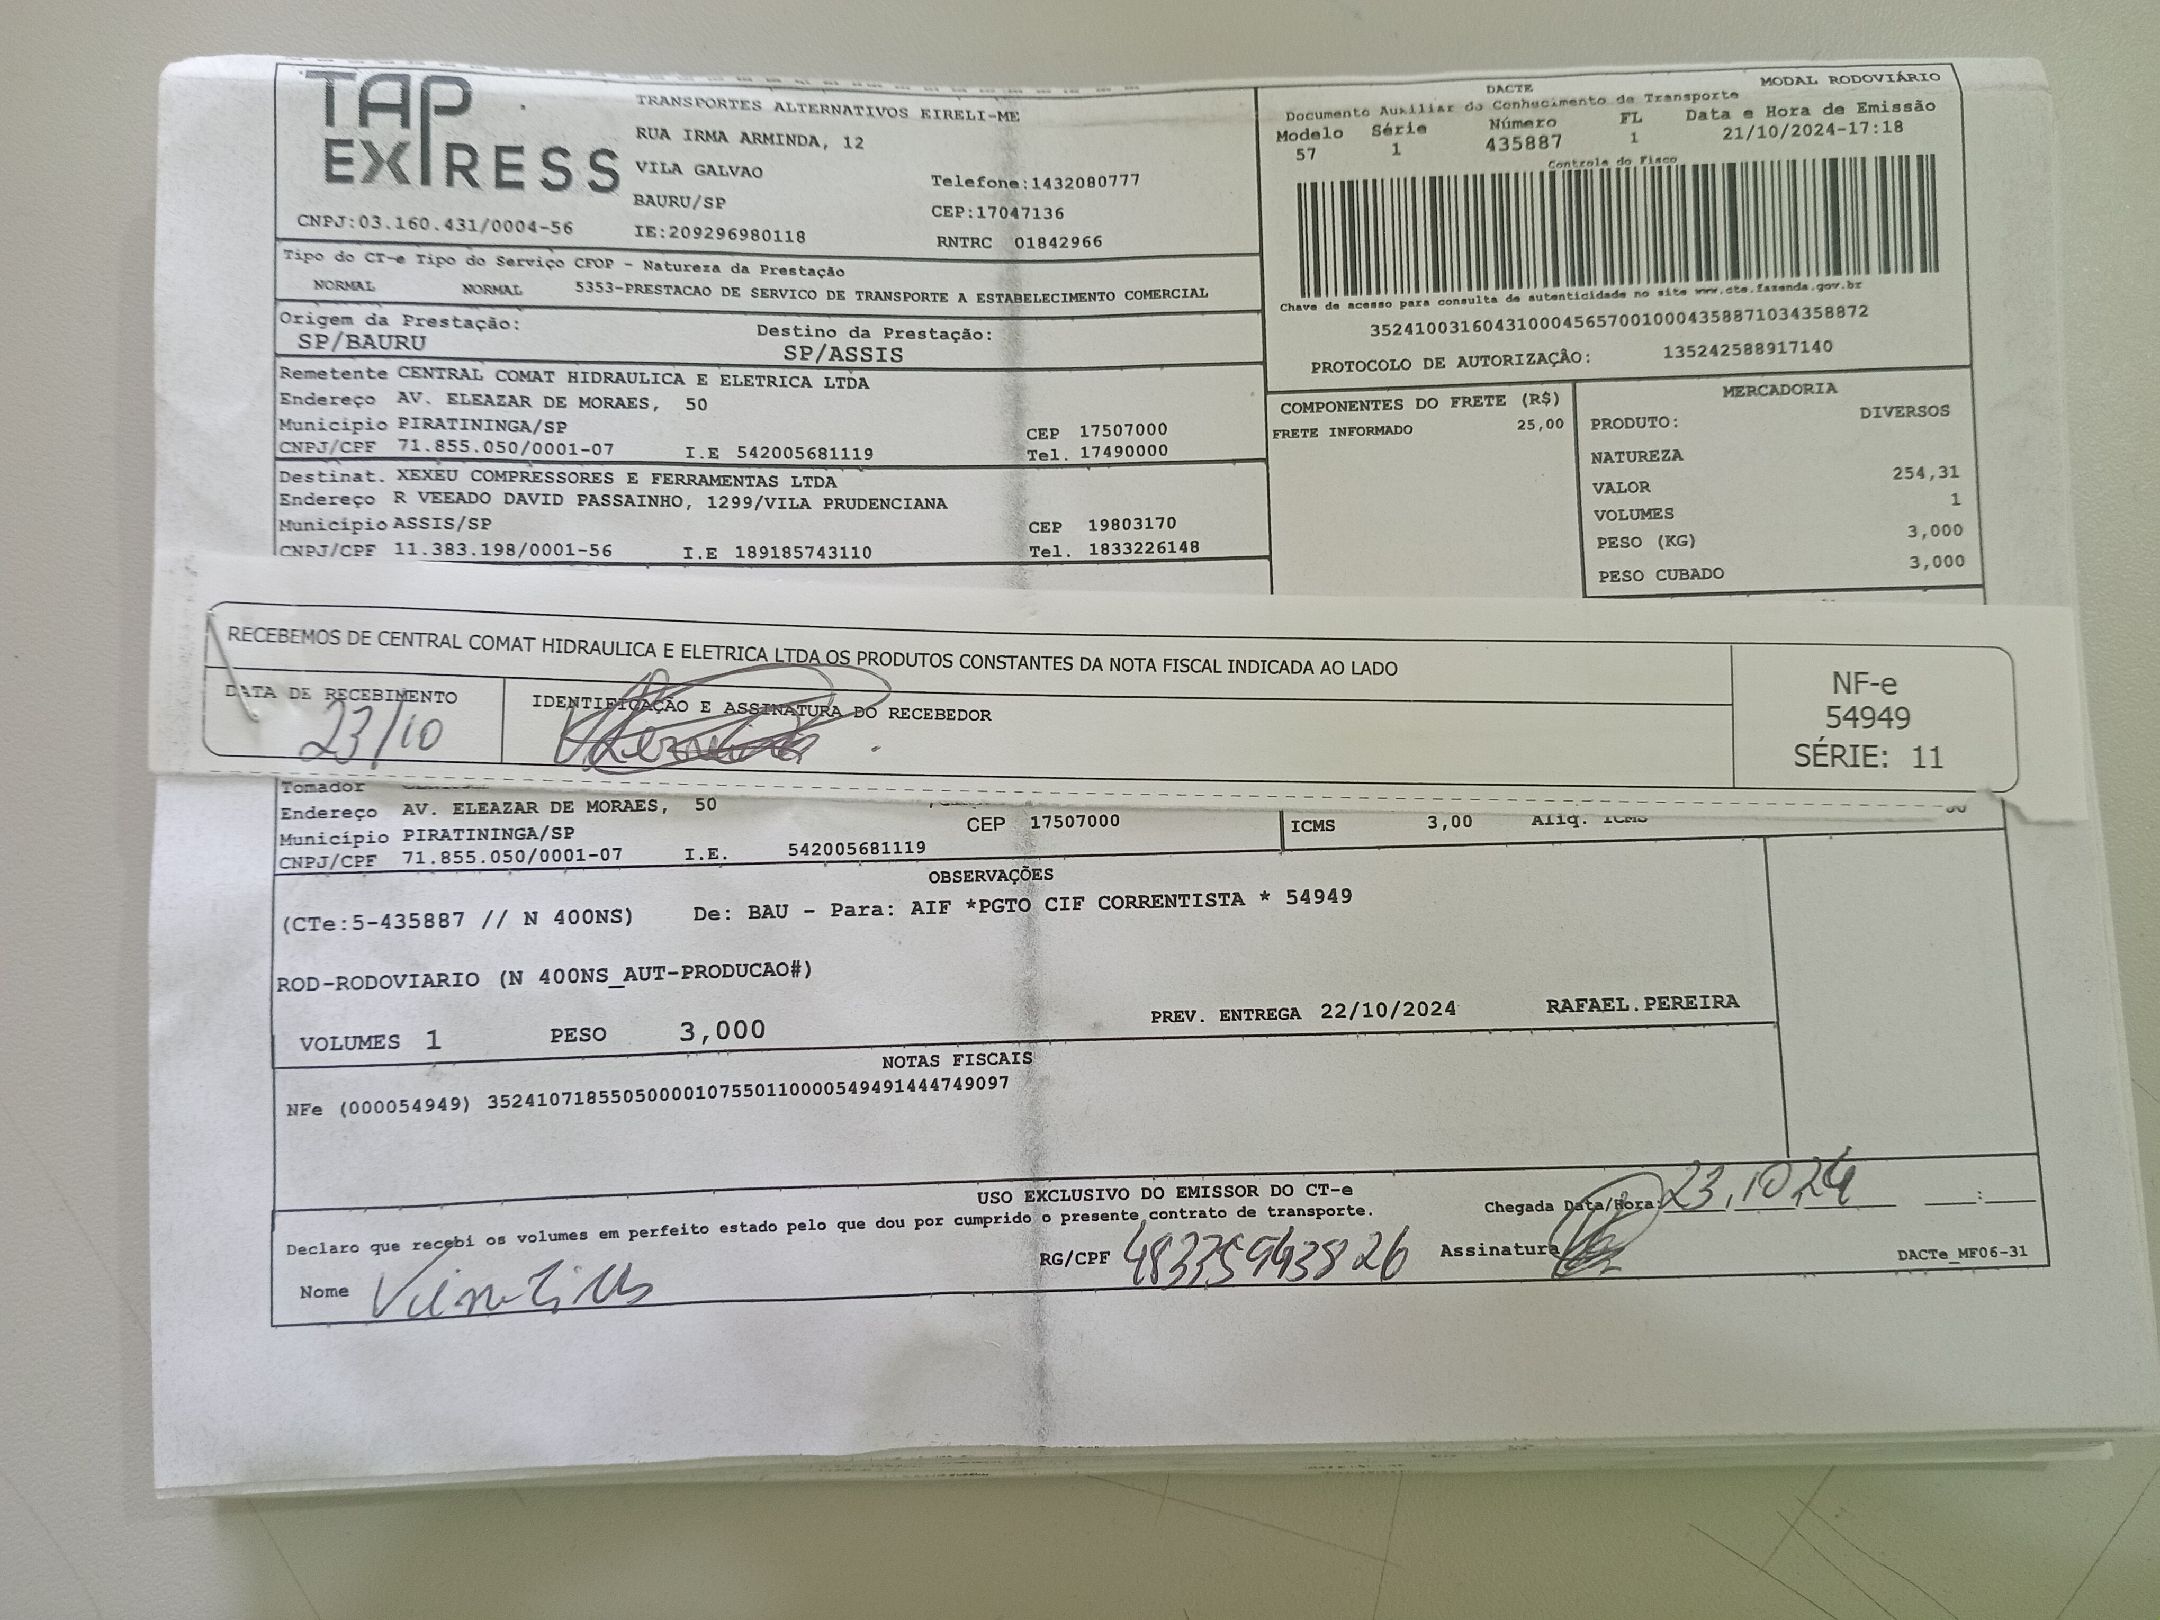 TAP EXPRESS
TRANSPORTES ALTERNATIVOS EIRELI-ME
RUA IRMA ARMINDA, 12
VILA GALVAO
Telefone:1432080777
BAURU/SP
CEP:17047136
CNPJ:03.160.431/0004-56
IE:209296980118
RNTRC 01842966
DACTE
MODAL RODOVIÁRIO
Documento Auxiliar do Conhecimento de Transporte
Modelo Série Número FL Data e Hora de Emissão
57 1 435887 1 21/10/2024-17:18
Controle do Fisco
Chave de acesso para consulta de autenticidade no site www.cte.fazenda.gov.br
35241003160431000456570010004358871034358872
PROTOCOLO DE AUTORIZAÇÃO: 135242588917140
Tipo do CT-e Tipo do Serviço CFOP - Natureza da Prestação
NORMAL NORMAL 5353-PRESTACAO DE SERVICO DE TRANSPORTE A ESTABELECIMENTO COMERCIAL
Origem da Prestação: Destino da Prestação:
SP/BAURU SP/ASSIS
Remetente CENTRAL COMAT HIDRAULICA E ELETRICA LTDA
Endereço AV. ELEAZAR DE MORAES, 50
Município PIRATININGA/SP CEP 17507000
CNPJ/CPF 71.855.050/0001-07 I.E 542005681119 Tel. 17490000
Destinat. XEXEU COMPRESSORES E FERRAMENTAS LTDA
Endereço R VEEADO DAVID PASSAINHO, 1299/VILA PRUDENCIANA
Município ASSIS/SP CEP 19803170
CNPJ/CPF 11.383.198/0001-56 I.E 189185743110 Tel. 1833226148
COMPONENTES DO FRETE (R$)
FRETE INFORMADO 25,00
MERCADORIA
PRODUTO: DIVERSOS
NATUREZA
VALOR 254,31
VOLUMES 1
PESO (KG) 3,000
PESO CUBADO 3,000
RECEBEMOS DE CENTRAL COMAT HIDRAULICA E ELETRICA LTDA OS PRODUTOS CONSTANTES DA NOTA FISCAL INDICADA AO LADO
DATA DE RECEBIMENTO
23/10
IDENTIFICAÇÃO E ASSINATURA DO RECEBEDOR
NF-e
54949
SÉRIE: 11
Tomador
Endereço AV. ELEAZAR DE MORAES, 50
Município PIRATININGA/SP CEP 17507000
CNPJ/CPF 71.855.050/0001-07 I.E. 542005681119
ICMS 3,00 Aliq. ICMS
OBSERVAÇÕES
(CTe:5-435887 // N 400NS) De: BAU - Para: AIF *PGTO CIF CORRENTISTA * 54949
ROD-RODOVIARIO (N 400NS_AUT-PRODUCAO#)
VOLUMES 1 PESO 3,000 PREV. ENTREGA 22/10/2024 RAFAEL.PEREIRA
NOTAS FISCAIS
NFe (000054949) 35241071855050000107550110000549491444749097
USO EXCLUSIVO DO EMISSOR DO CT-e
Declaro que recebi os volumes em perfeito estado pelo que dou por cumprido o presente contrato de transporte.
Chegada Data/Hora: 23.10.24 :
Nome
RG/CPF
Assinatura
DACTe_MF06-31